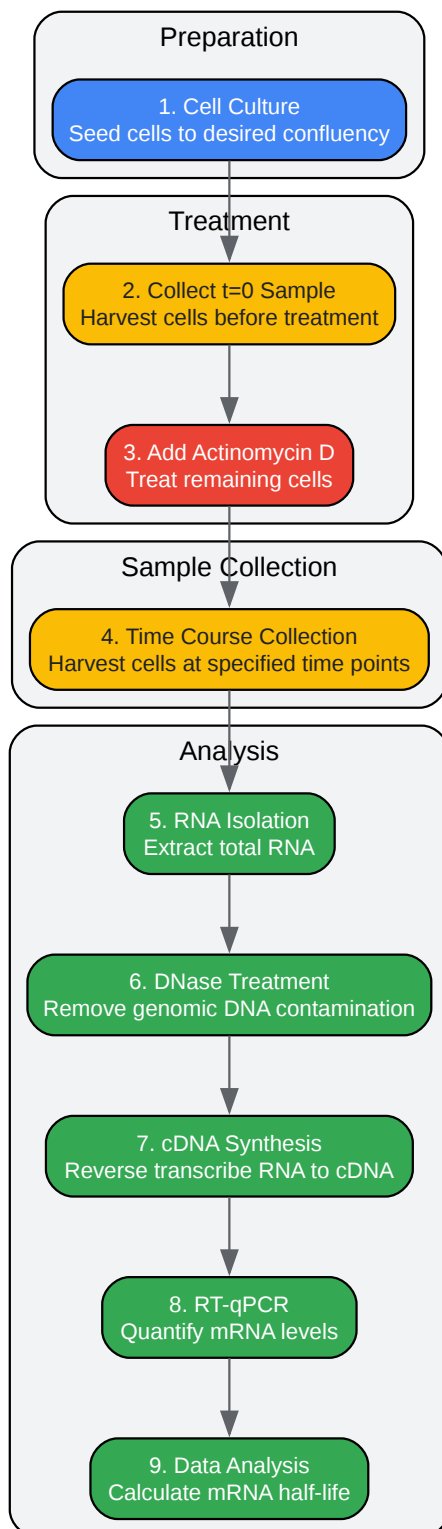 Preparation
1. Cell Culture
Seed cells to desired confluency
Treatment
2. Collect t=0 Sample
Harvest cells before treatment
3. Add Actinomycin D
Treat remaining cells
Sample Collection
4. Time Course Collection
Harvest cells at specified time points
Analysis
5. RNA Isolation
Extract total RNA
6. DNase Treatment
Remove genomic DNA contamination
7. cDNA Synthesis
Reverse transcribe RNA to cDNA
8. RT-qPCR
Quantify mRNA levels
9. Data Analysis
Calculate mRNA half-life